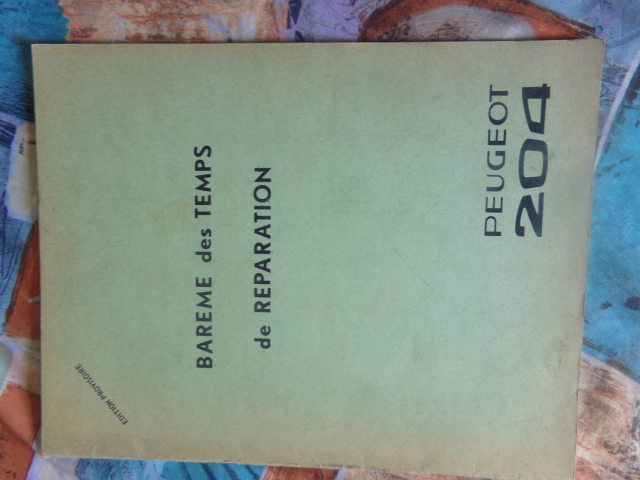 EDITION PROVISOIRE
BAREME des TEMPS
de REPARATION
PEUGEOT
204